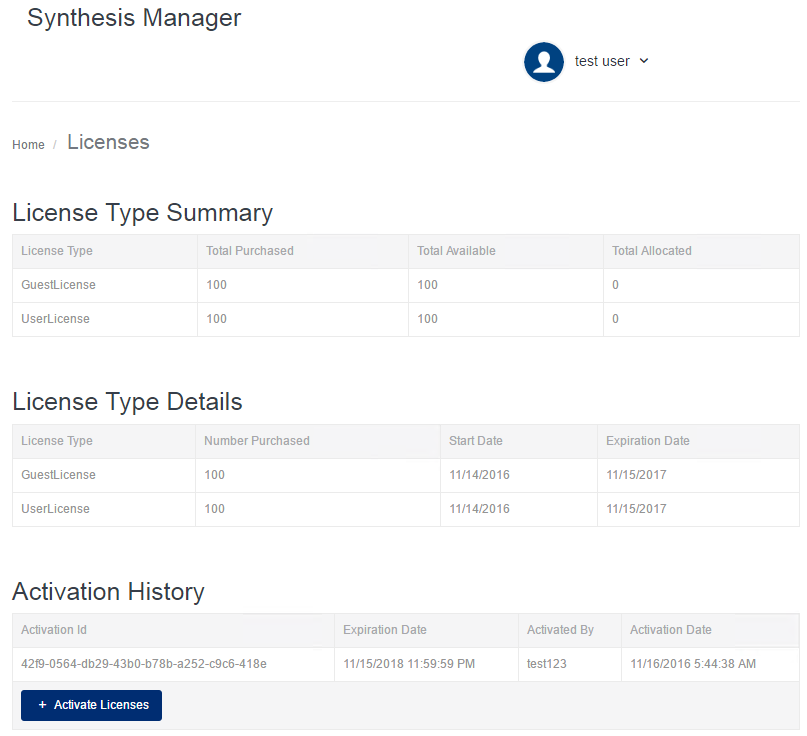 Synthesis Manager
test user
Home / Licenses
License Type Summary
License Type Total Purchased Total Available Total Allocated
GuestLicense 100 100 0
UserLicense 100 100 0
License Type Details
License Type Number Purchased Start Date Expiration Date
GuestLicense 100 11/14/2016 11/15/2017
UserLicense 100 11/14/2016 11/15/2017
Activation History
Activation Id Expiration Date Activated By Activation Date
42f9-0564-db29-43b0-b78b-a252-c9c6-418e 11/15/2018 11:59:59 PM test123 11/16/2016 5:44:38 AM
+ Activate Licenses